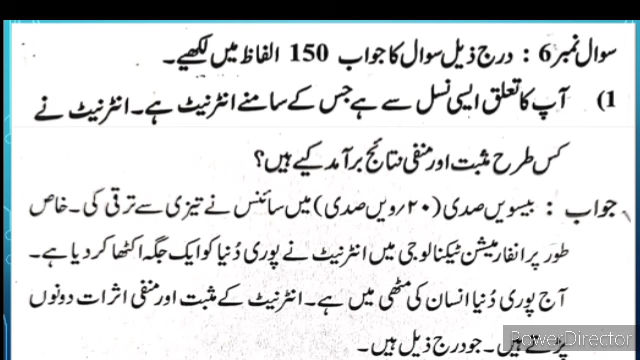 سوال نمبر 6 : درج ذیل سوال کا جواب 150 الفاظ میں لکھیے۔
1) آپ کا تعلق ایسی نسل سے ہے جس کے سامنے انٹرنیٹ ہے۔ انٹرنیٹ نے
کس طرح مثبت اور منفی نتائج برآمد کیے ہیں؟
جواب : بیسویں صدی (۲۰ ؍ویں صدی) میں سائنس نے تیزی سے ترقی کی۔ خاص
طور پر انفارمیشن ٹیکنالوجی میں انٹرنیٹ نے پوری دُنیا کو ایک جگہ اکٹھا کر دیا ہے۔
آج پوری دُنیا انسان کی مٹھی میں ہے۔ انٹرنیٹ کے مثبت اور منفی اثرات دونوں
پڑتے ہیں۔ جو درج ذیل ہیں۔
PowerDirector